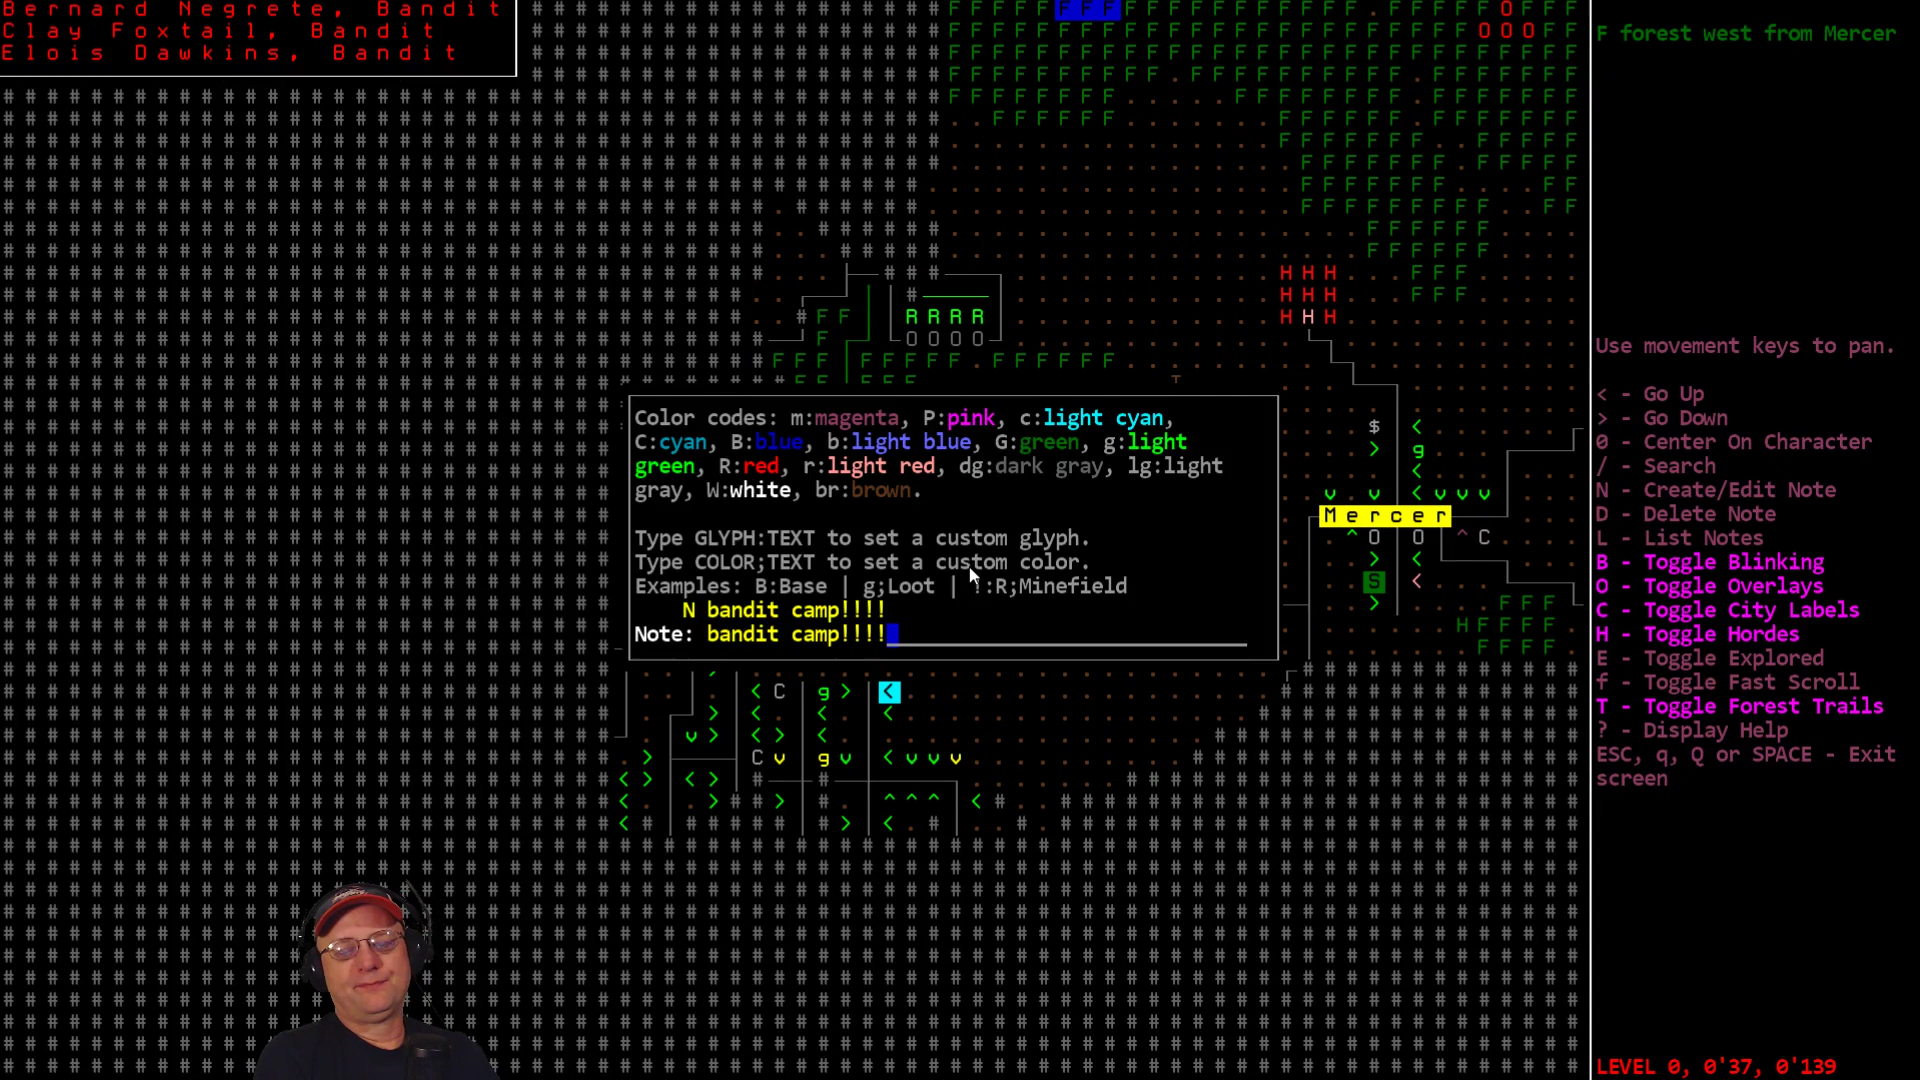 Bernard Negrete, Bandit
Clay Foxtail, Bandit
Elois Dawkins, Bandit
F forest west from Mercer
Use movement keys to pan.
< - Go Up
> - Go Down
0 - Center On Character
/ - Search
N - Create/Edit Note
D - Delete Note
L - List Notes
B - Toggle Blinking
O - Toggle Overlays
C - Toggle City Labels
H - Toggle Hordes
E - Toggle Explored
f - Toggle Fast Scroll
T - Toggle Forest Trails
? - Display Help
ESC, q, Q or SPACE - Exit
screen
LEVEL 0, 0'37, 0'139
Color codes: m:magenta, P:pink, c:light cyan,
C:cyan, B:blue, b:light blue, G:green, g:light
green, R:red, r:light red, dg:dark gray, lg:light
gray, W:white, br:brown.
Type GLYPH:TEXT to set a custom glyph.
Type COLOR;TEXT to set a custom color.
Examples: B:Base | g;Loot | !:R;Minefield
N bandit camp!!!!
Note: bandit camp!!!!
Mercer